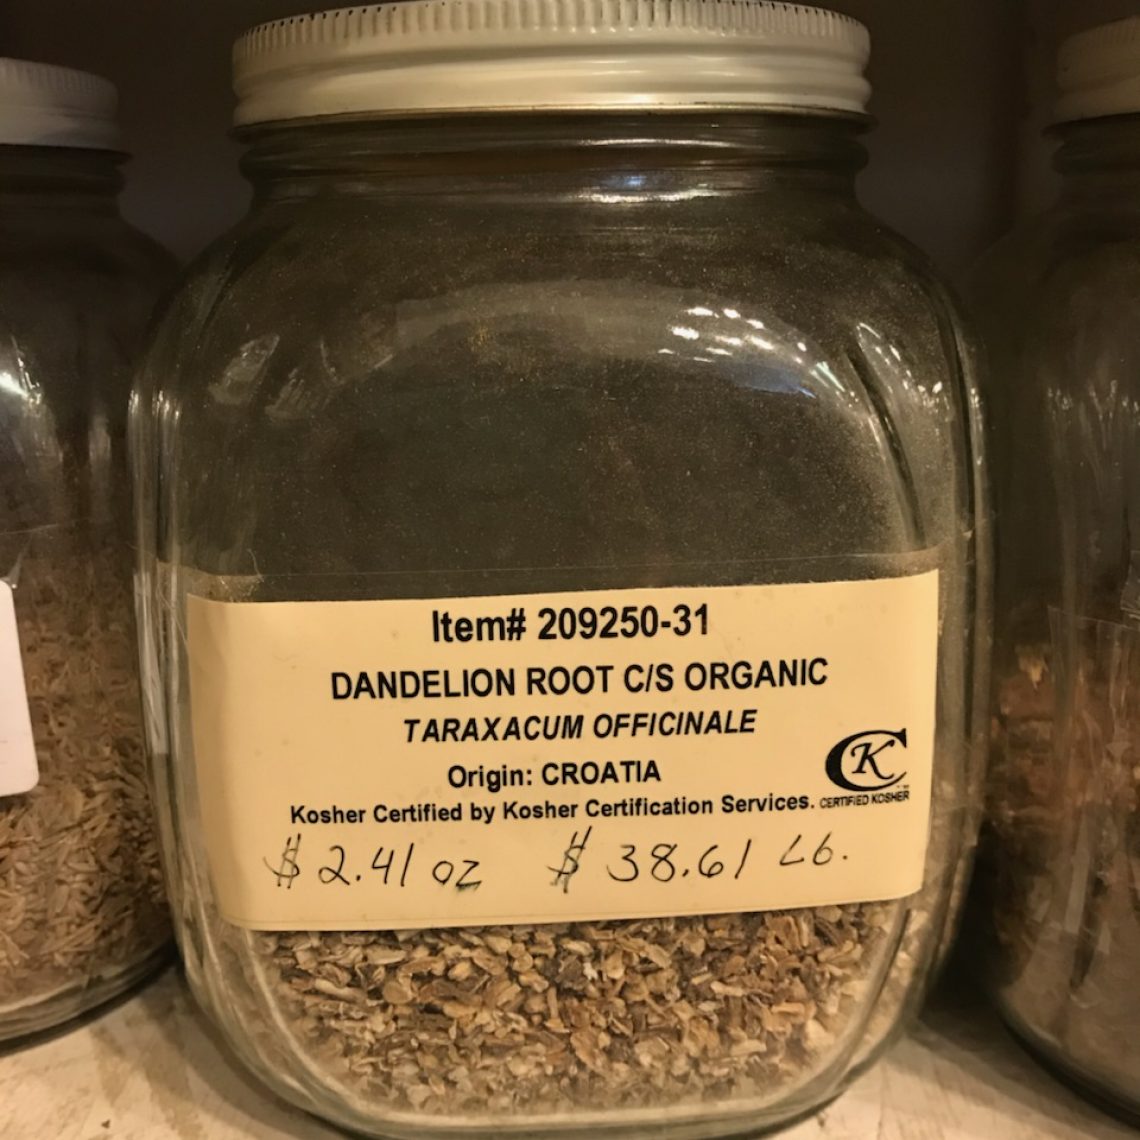 Item# 209250-31
DANDELION ROOT C/S ORGANIC
TARAXACUM OFFICINALE
Origin: CROATIA
Kosher Certified by Kosher Certification Services.
CK
CERTIFIED KOSHER
$2.41 oz $38.61 Lb.